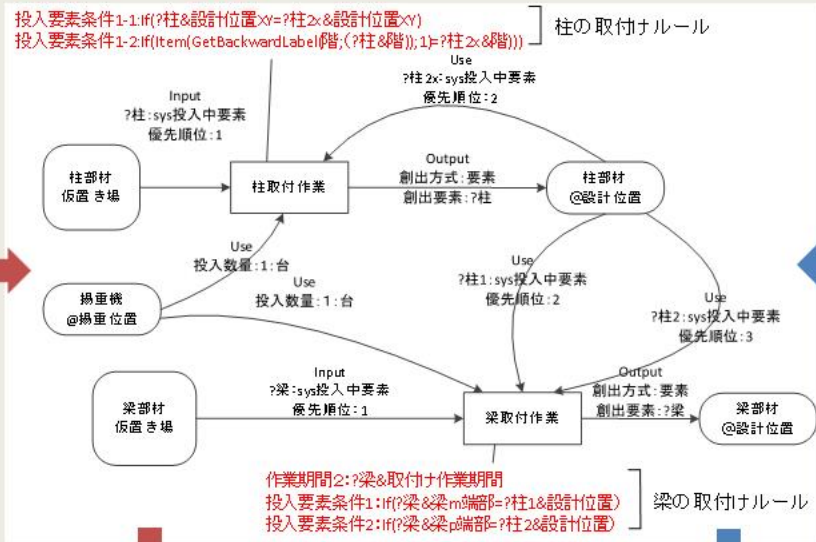 投入要素条件1-1:If(?柱&設計位置XY=?柱2x&設計位置XY)
投入要素条件1-2:If(Item(GetBackwardLabel(階;(?柱&階));1)=?柱2x&階)))
柱の取付けルール
Use
?柱2x:sys投入中要素
優先順位:2
Input
?柱:sys投入中要素
優先順位:1
柱部材
仮置き場
柱取付作業
Output
創出方式:要素
創出要素:?柱
柱部材
@設計位置
Use
投入数量:1:台
Use
投入数量:1:台
揚重機
@揚重位置
Use
?柱1:sys投入中要素
優先順位:2
Use
?柱2:sys投入中要素
優先順位:3
Input
?梁:sys投入中要素
優先順位:1
梁部材
仮置き場
梁取付作業
Output
創出方式:要素
創出要素:?梁
梁部材
@設計位置
作業期間2:?梁&取付け作業期間
投入要素条件1:If(?梁&梁m端部=?柱1&設計位置)
投入要素条件2:If(?梁&梁p端部=?柱2&設計位置)
梁の取付けルール